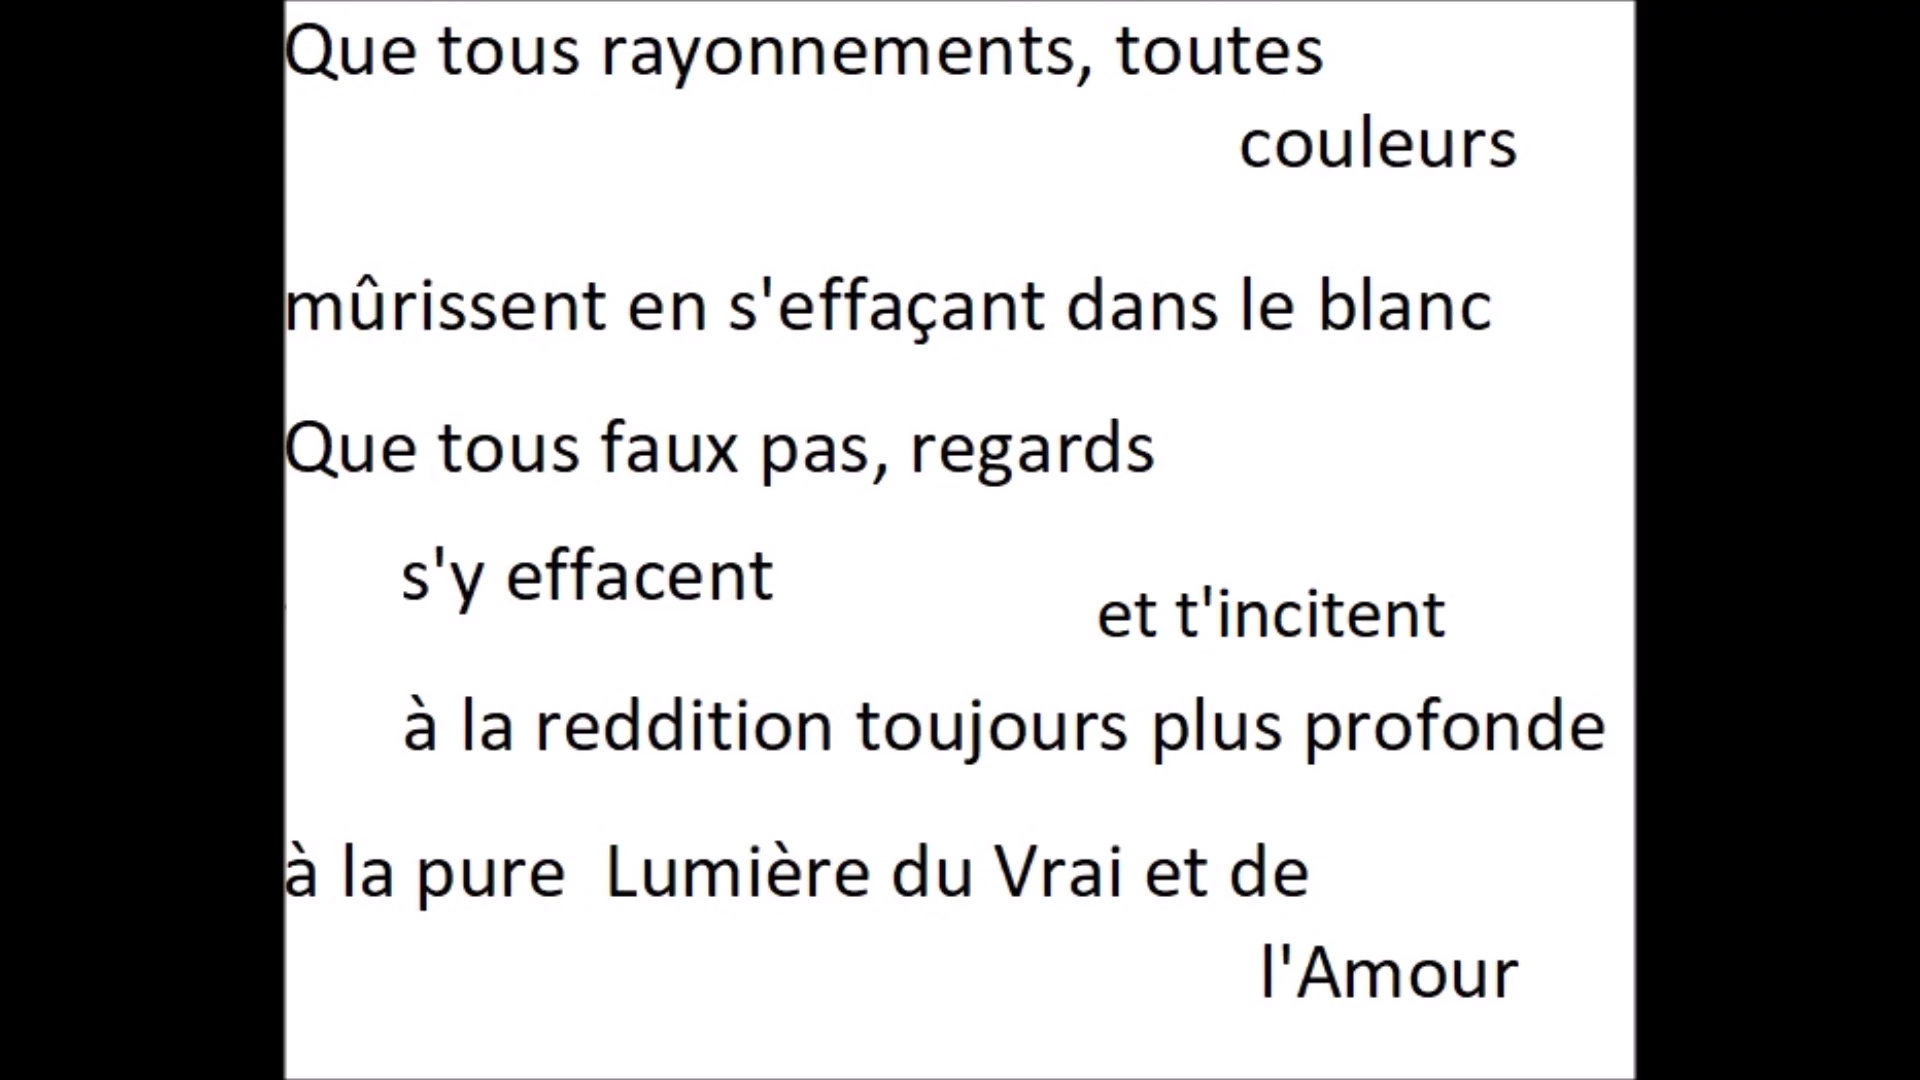 Que tous rayonnements, toutes
couleurs
mûrissent en s'effaçant dans le blanc
Que tous faux pas, regards
s'y effacent
et t'incitent
à la reddition toujours plus profonde
à la pure  Lumière du Vrai et de
l'Amour